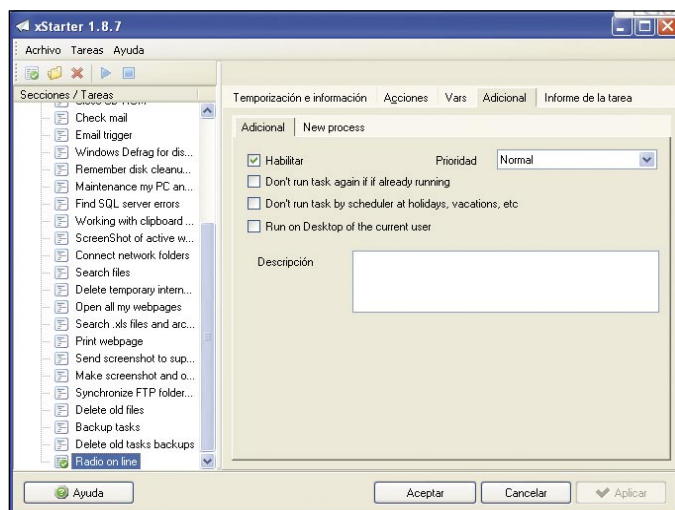 xStarter 1.8.7
Acrhivo Tareas Ayuda
Secciones / Tareas
Check mail
Email trigger
Windows Defrag for dis...
Remember disk cleanu...
Maintenance my PC an...
Find SQL server errors
Working with clipboard ...
ScreenShot of active w...
Connect network folders
Search files
Delete temporary intern...
Open all my webpages
Search .xls files and arc...
Print webpage
Send screenshot to sup...
Make screenshot and o...
Synchronize FTP folder...
Delete old files
Backup tasks
Delete old tasks backups
Radio on line
Temporización e información Acciones Vars Adicional Informe de la tarea
Adicional New process
Habilitar Prioridad Normal
Don't run task again if if already running
Don't run task by scheduler at holidays, vacations, etc
Run on Desktop of the current user
Descripción
Ayuda Aceptar Cancelar Aplicar